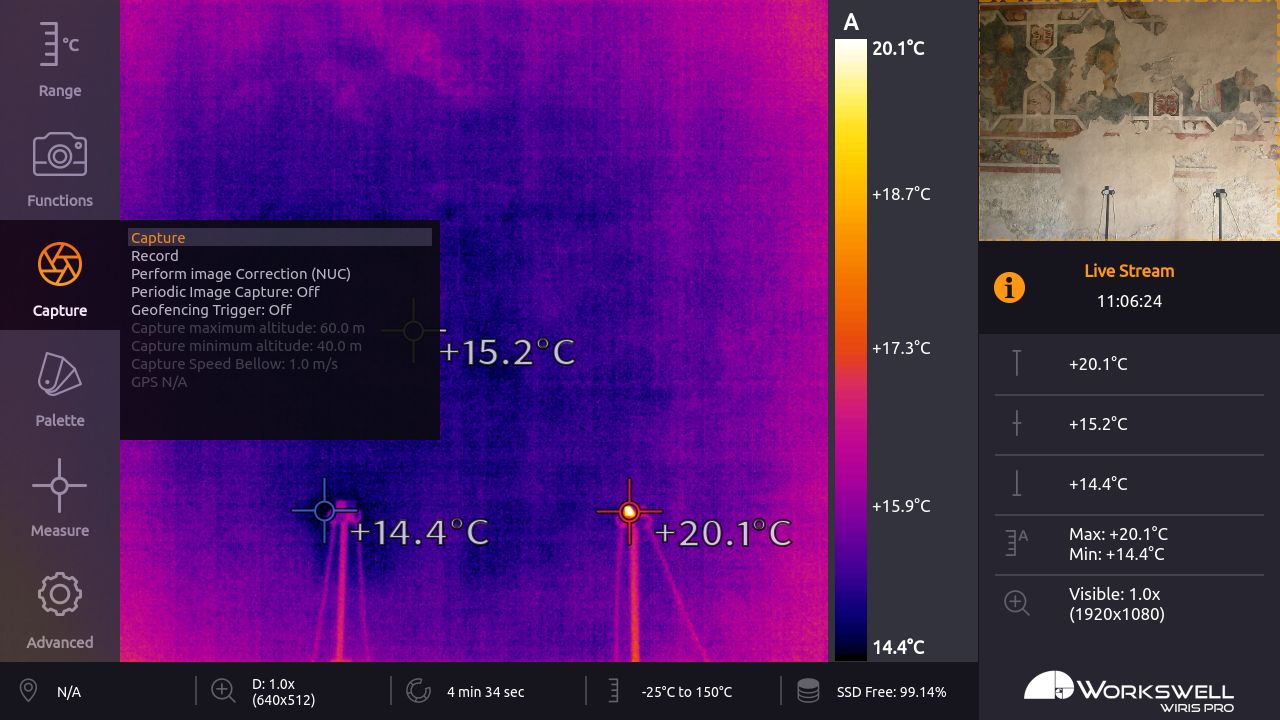 °C
Range
Functions
Capture
Palette
Measure
Advanced
Capture
Record
Perform image Correction (NUC)
Periodic Image Capture: Off
Geofencing Trigger: Off
Capture maximum altitude: 60.0 m
Capture minimum altitude: 40.0 m
Capture Speed Bellow: 1.0 m/s
GPS N/A
+15.2°C
+14.4°C
+20.1°C
A
20.1°C
+18.7°C
+17.3°C
+15.9°C
14.4°C
Live Stream
11:06:24
+20.1°C
+15.2°C
+14.4°C
A
Max: +20.1°C
Min: +14.4°C
Visible: 1.0x
(1920x1080)
N/A
D: 1.0x
(640x512)
4 min 34 sec
-25°C to 150°C
SSD Free: 99.14%
WORKSWELL
WIRIS PRO